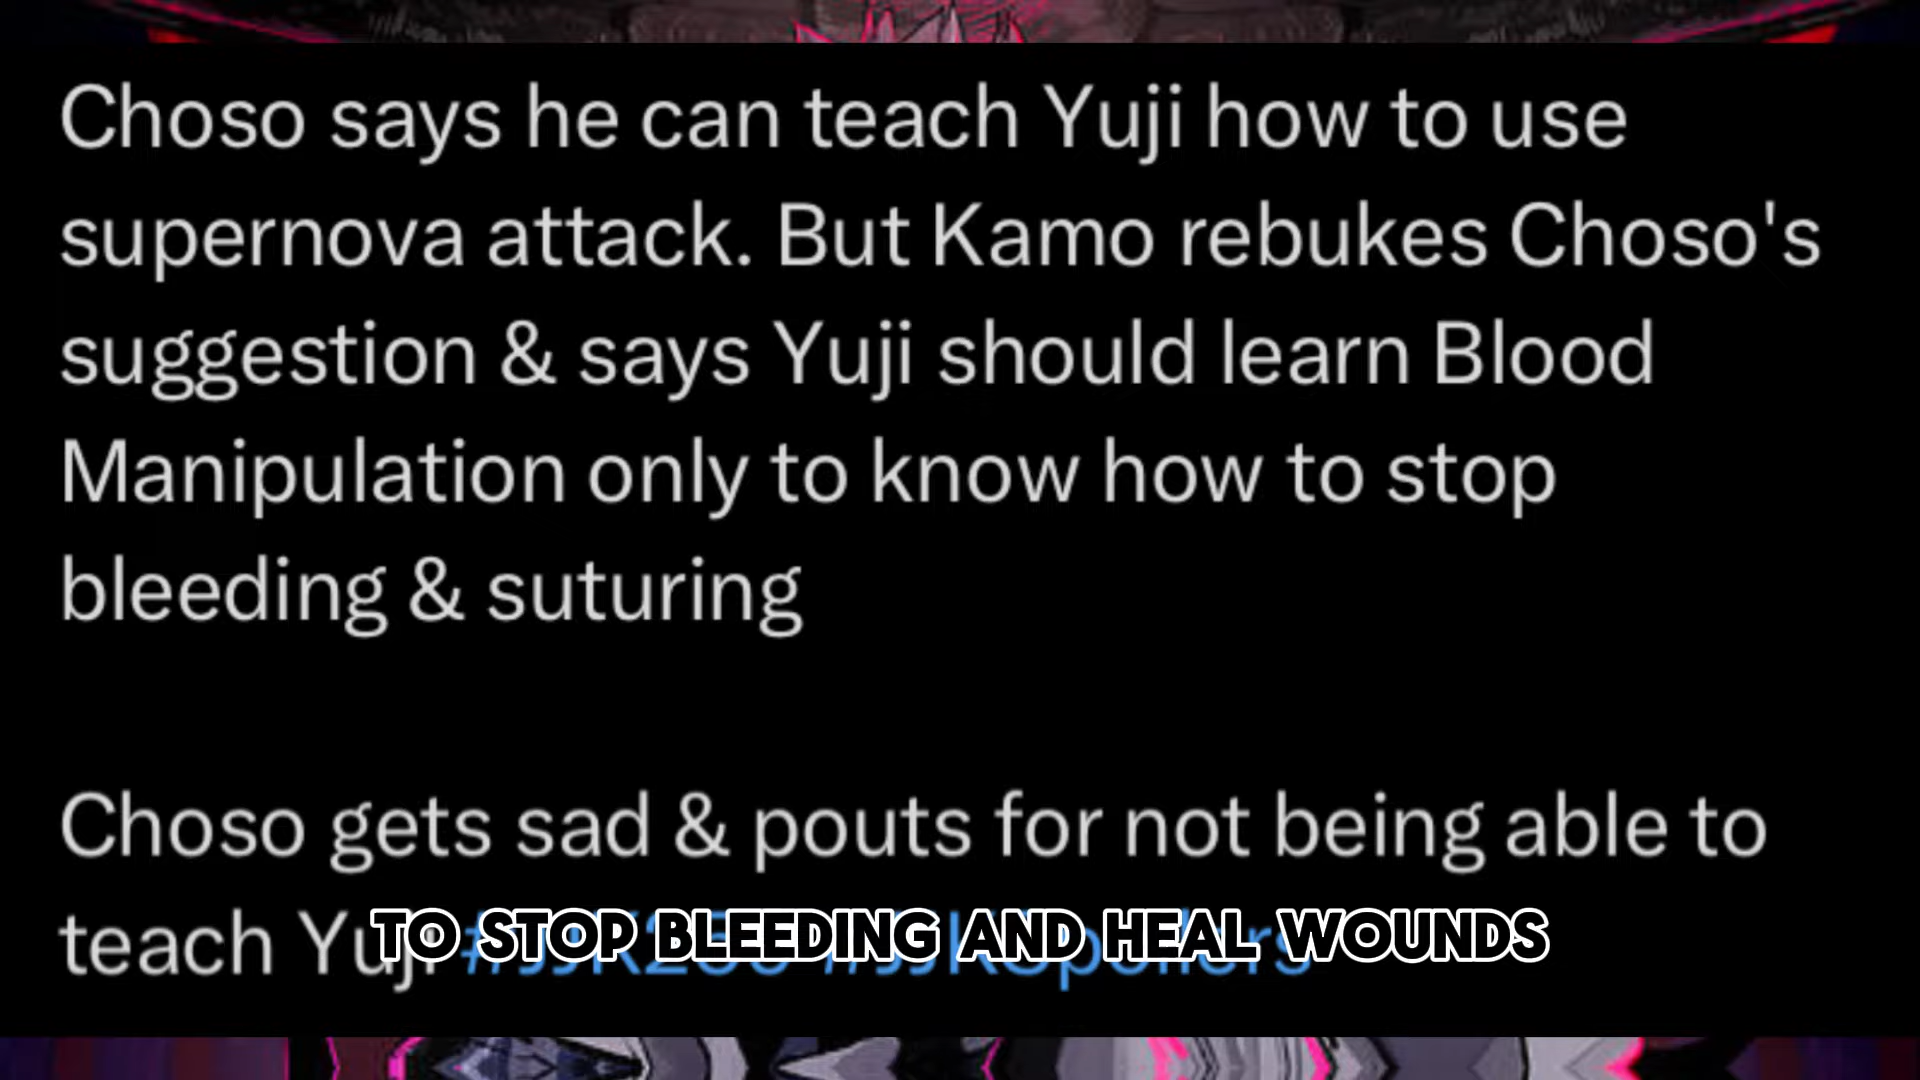 Choso says he can teach Yuji how to use
supernova attack. But Kamo rebukes Choso's
suggestion & says Yuji should learn Blood
Manipulation only to know how to stop
bleeding & suturing
Choso gets sad & pouts for not being able to
teach Yuji
TO STOP BLEEDING AND HEAL WOUNDS